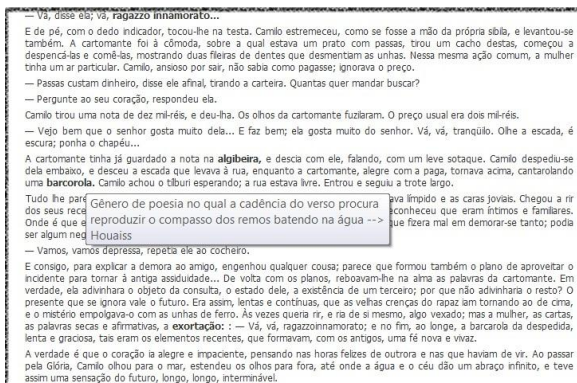 — Vá, disse ela; vá, ragazzo innamorato...
E de pé, com o dedo indicador, tocou-lhe na testa. Camilo estremeceu, como se fosse a mão da própria sibila, e levantou-se
também. A cartomante foi à cômoda, sobre a qual estava um prato com passas, tirou um cacho destas, começou a
despencá-las e comê-las, mostrando duas fileiras de dentes que desmentiam as unhas. Nessa mesma ação comum, a mulher
tinha um ar particular. Camilo, ansioso por sair, não sabia como pagasse; ignorava o preço.
— Passas custam dinheiro, disse ele afinal, tirando a carteira. Quantas quer mandar buscar?
— Pergunte ao seu coração, respondeu ela.
Camilo tirou uma nota de dez mil-réis, e deu-lha. Os olhos da cartomante fuzilaram. O preço usual era dois mil-réis.
— Vejo bem que o senhor gosta muito dela... E faz bem; ela gosta muito do senhor. Vá, vá, tranqüilo. Olhe a escada, é
escura; ponha o chapéu...
A cartomante tinha já guardado a nota na algibeira, e descia com ele, falando, com um leve sotaque. Camilo despediu-se
dela embaixo, e desceu a escada que levava à rua, enquanto a cartomante, alegre com a paga, tornava acima, cantarolando
uma barcorola. Camilo achou o tílburi esperando; a rua estava livre. Entrou e seguiu a trote largo.
Tudo lhe pare ava límpido e as caras joviais. Chegou a rir
dos seus rece econheceu que eram íntimos e familiares.
Onde é que e que fizera mal em demorar-se tanto; podia
ser algum neg
Gênero de poesia no qual a cadência do verso procura
reproduzir o compasso dos remos batendo na água -->
Houaiss
— Vamos, vamos depressa, repetia ele ao cocheiro.
E consigo, para explicar a demora ao amigo, engenhou qualquer cousa; parece que formou também o plano de aproveitar o
incidente para tornar à antiga assiduidade... De volta com os planos, reboavam-lhe na alma as palavras da cartomante. Em
verdade, ela adivinhara o objeto da consulta, o estado dele, a existência de um terceiro; por que não adivinharia o resto? O
presente que se ignora vale o futuro. Era assim, lentas e contínuas, que as velhas crenças do rapaz iam tornando ao de cima,
e o mistério empolgava-o com as unhas de ferro. Às vezes queria rir, e ria de si mesmo, algo vexado; mas a mulher, as cartas,
as palavras secas e afirmativas, a exortação: : — Vá, vá, ragazzoinnamorato; e no fim, ao longe, a barcarola da despedida,
lenta e graciosa, tais eram os elementos recentes, que formavam, com os antigos, uma fé nova e vivaz.
A verdade é que o coração ia alegre e impaciente, pensando nas horas felizes de outrora e nas que haviam de vir. Ao passar
pela Glória, Camilo olhou para o mar, estendeu os olhos para fora, até onde a água e o céu dão um abraço infinito, e teve
assim uma sensação do futuro, longo, longo, interminável.